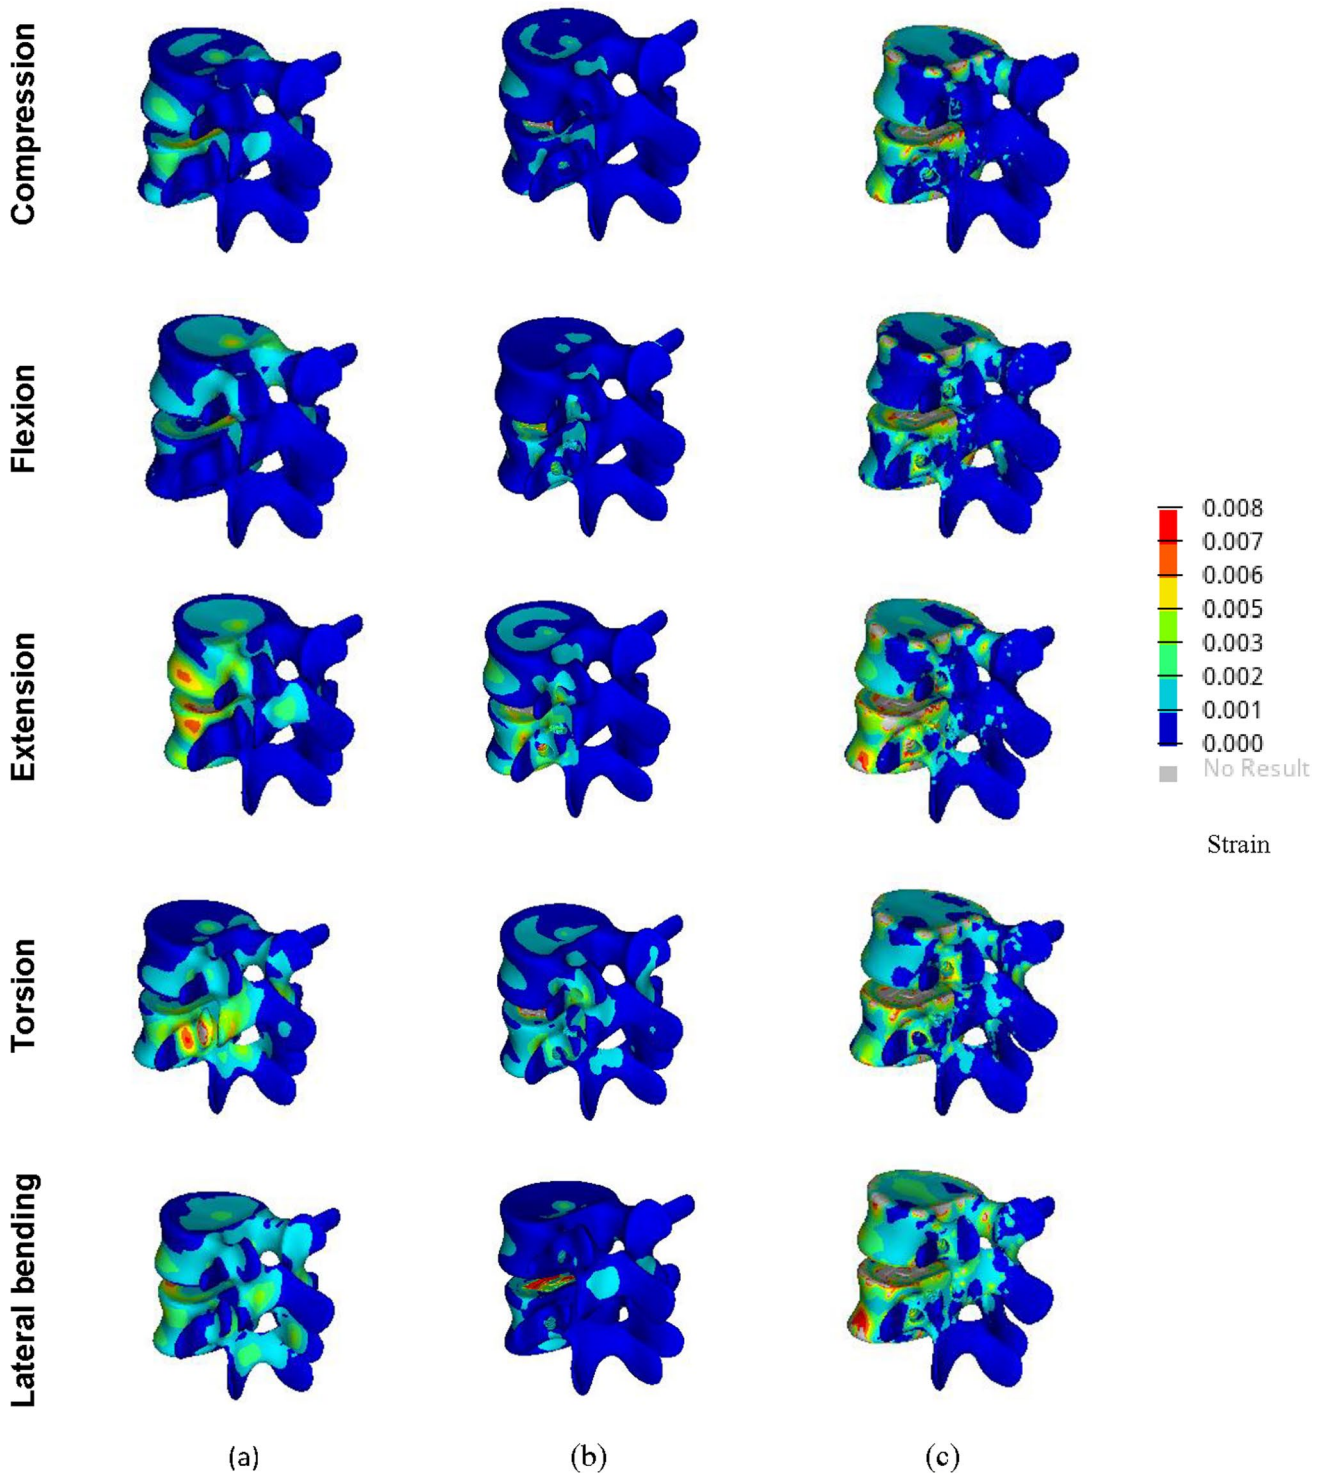 Compression
Flexion
Extension
Torsion
Lateral bending
0.008
0.007
0.006
0.005
0.003
0.002
0.001
0.000
No Result
Strain
(a)
(b)
(c)